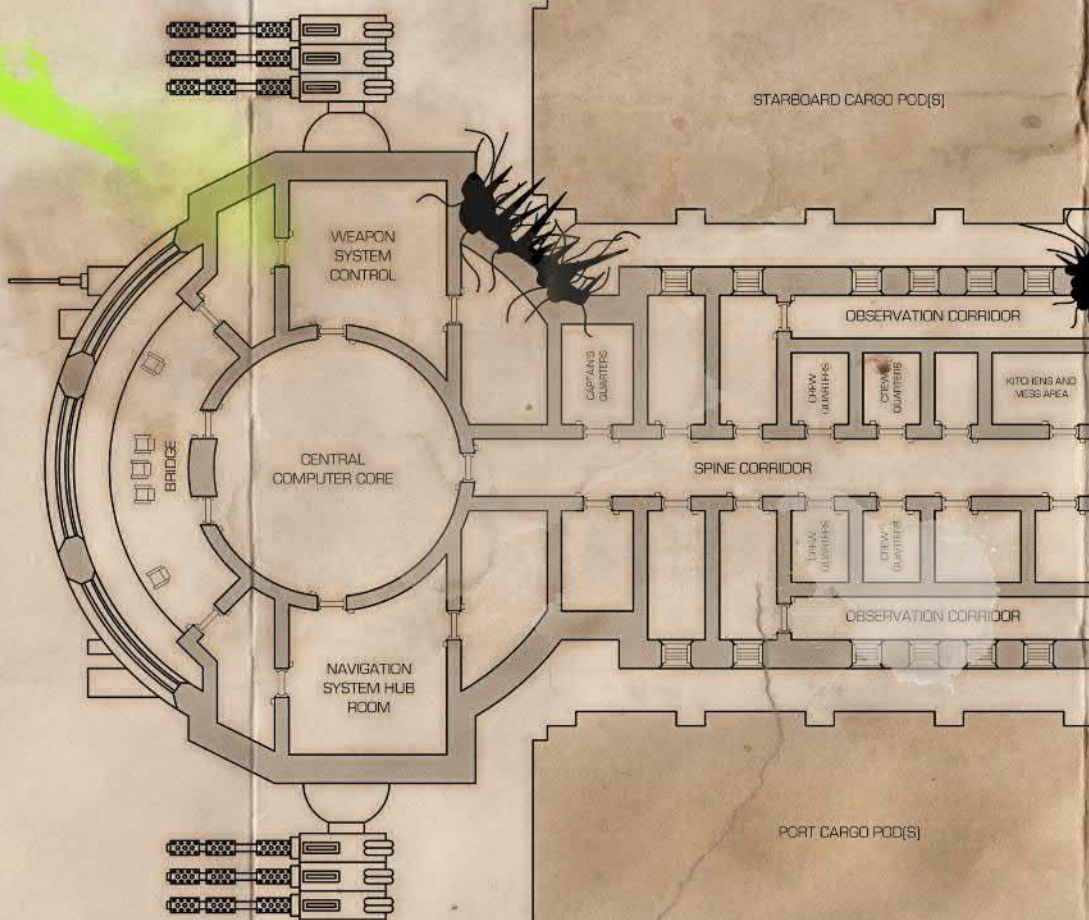 STARBOARD CARGO POD[S]
WEAPON
SYSTEM
CONTROL
OBSERVATION CORRIDOR
CAPTAIN'S
QUARTERS
CREW
QUARTERS
CREW
QUARTERS
KITCHENS AND
MESS AREA
BRIDGE
CENTRAL
COMPUTER CORE
SPINE CORRIDOR
CREW
QUARTERS
CREW
QUARTERS
OBSERVATION CORRIDOR
NAVIGATION
SYSTEM HUB
ROOM
PORT CARGO POD[S]